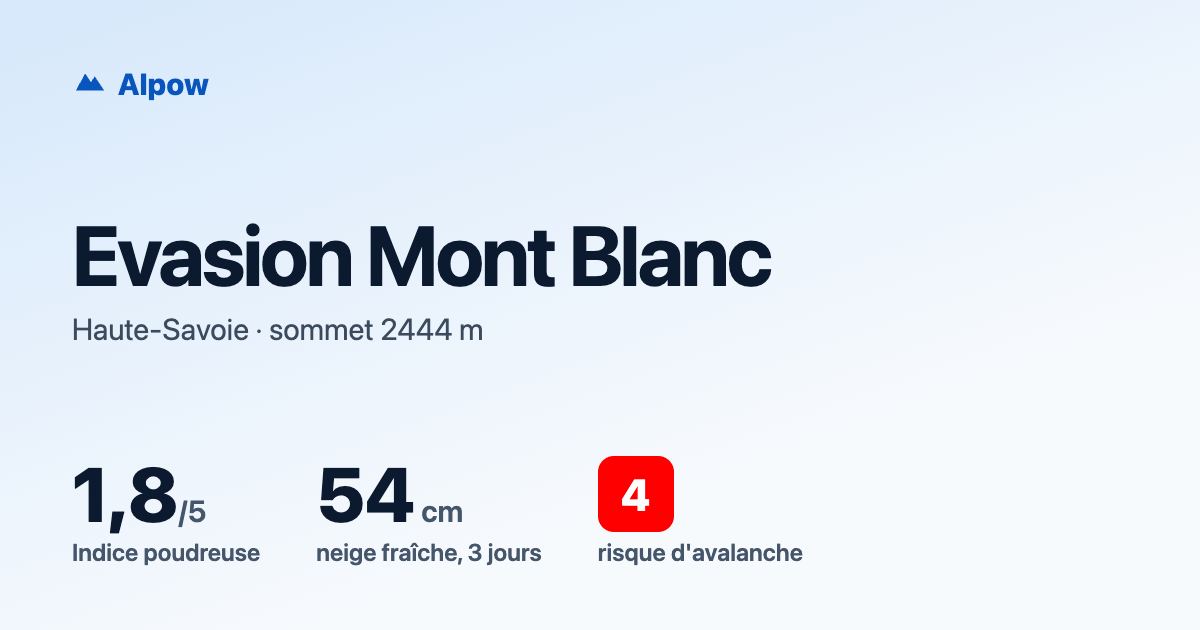 Alpow
Evasion Mont Blanc
Haute-Savoie · sommet 2444 m
1,8/5
Indice poudreuse
54 cm
neige fraîche, 3 jours
4
risque d'avalanche